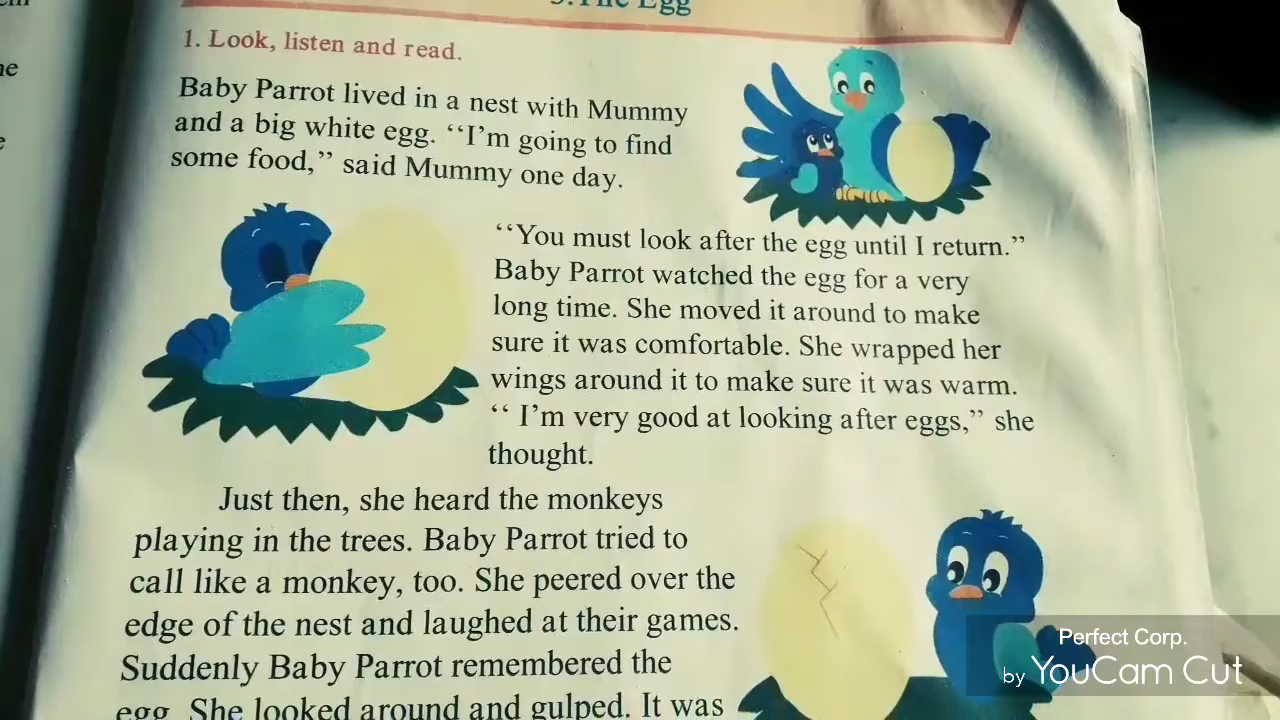 3. The Egg
1. Look, listen and read.
Baby Parrot lived in a nest with Mummy
and a big white egg. “I’m going to find
some food,” said Mummy one day.
“You must look after the egg until I return.”
Baby Parrot watched the egg for a very
long time. She moved it around to make
sure it was comfortable. She wrapped her
wings around it to make sure it was warm.
“ I’m very good at looking after eggs,” she
thought.
Just then, she heard the monkeys
playing in the trees. Baby Parrot tried to
call like a monkey, too. She peered over the
edge of the nest and laughed at their games.
Suddenly Baby Parrot remembered the
egg. She looked around and gulped. It was
Perfect Corp.
by YouCam Cut